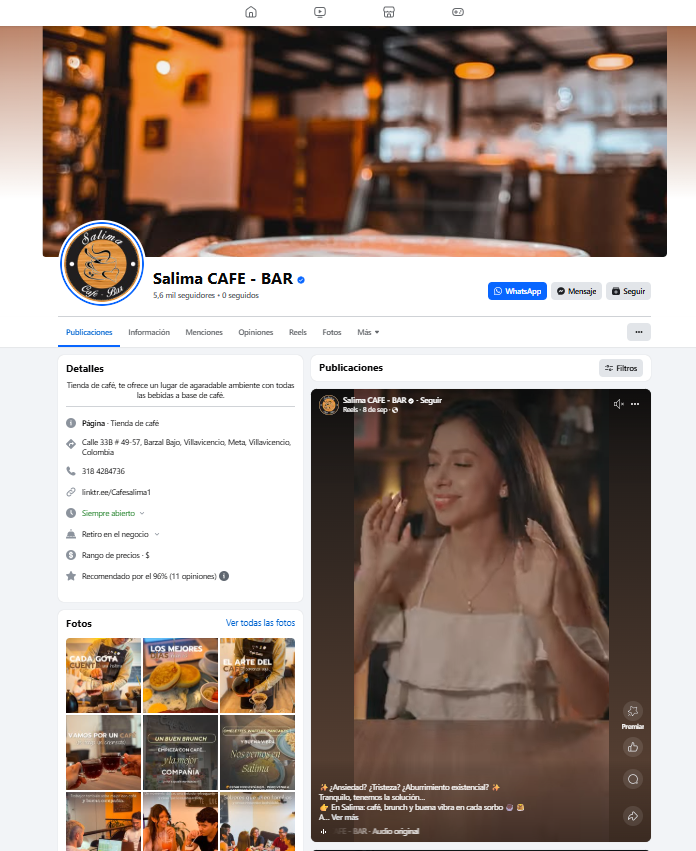 Salima
Café - Bar
Salima CAFE - BAR
5,6 mil seguidores • 0 seguidos
WhatsApp
Mensaje
Seguir
Publicaciones
Información
Menciones
Opiniones
Reels
Fotos
Más
Detalles
Tienda de café, te ofrece un lugar de agaradable ambiente con todas
las bebidas a base de café.
Página · Tienda de café
Calle 33B # 49-57, Barzal Bajo, Villavicencio, Meta, Villavicencio,
Colombia
318 4284736
linktr.ee/Cafesalima1
Siempre abierto
Retiro en el negocio
Rango de precios · $
Recomendado por el 96% (11 opiniones)
Fotos
Ver todas las fotos
CADA GOTA
CUENTE
LOS MEJORES
EL ARTE DEL
VAMOS POR UN
UN BUEN BRUNCH
EMPIEZA CON CAFÉ...
y la mejor
COMPAÑÍA
Y BUENA VIBRA...
Nos vemos en
Salima
Publicaciones
Filtros
Salima CAFE - BAR · Seguir
Reels · 8 de sep ·
Premiar
✨ ¿Ansiedad? ¿Tristeza? ¿Aburrimiento existencial? ✨
Tranquilo, tenemos la solución...
👉 En Salima: café, brunch y buena vibra en cada sorbo
A... Ver más
FE - BAR · Audio original